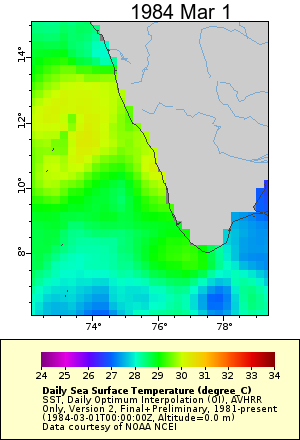 1984 Mar 1
14°
12°
10°
8°
74° 76° 78°
24 25 26 27 28 29 30 31 32 33 34
Daily Sea Surface Temperature (degree_C)
SST, Daily Optimum Interpolation (OI), AVHRR
Only, Version 2, Final+Preliminary, 1981-present
(1984-03-01T00:00:00Z, Altitude=0.0 m)
Data courtesy of NOAA NCEI